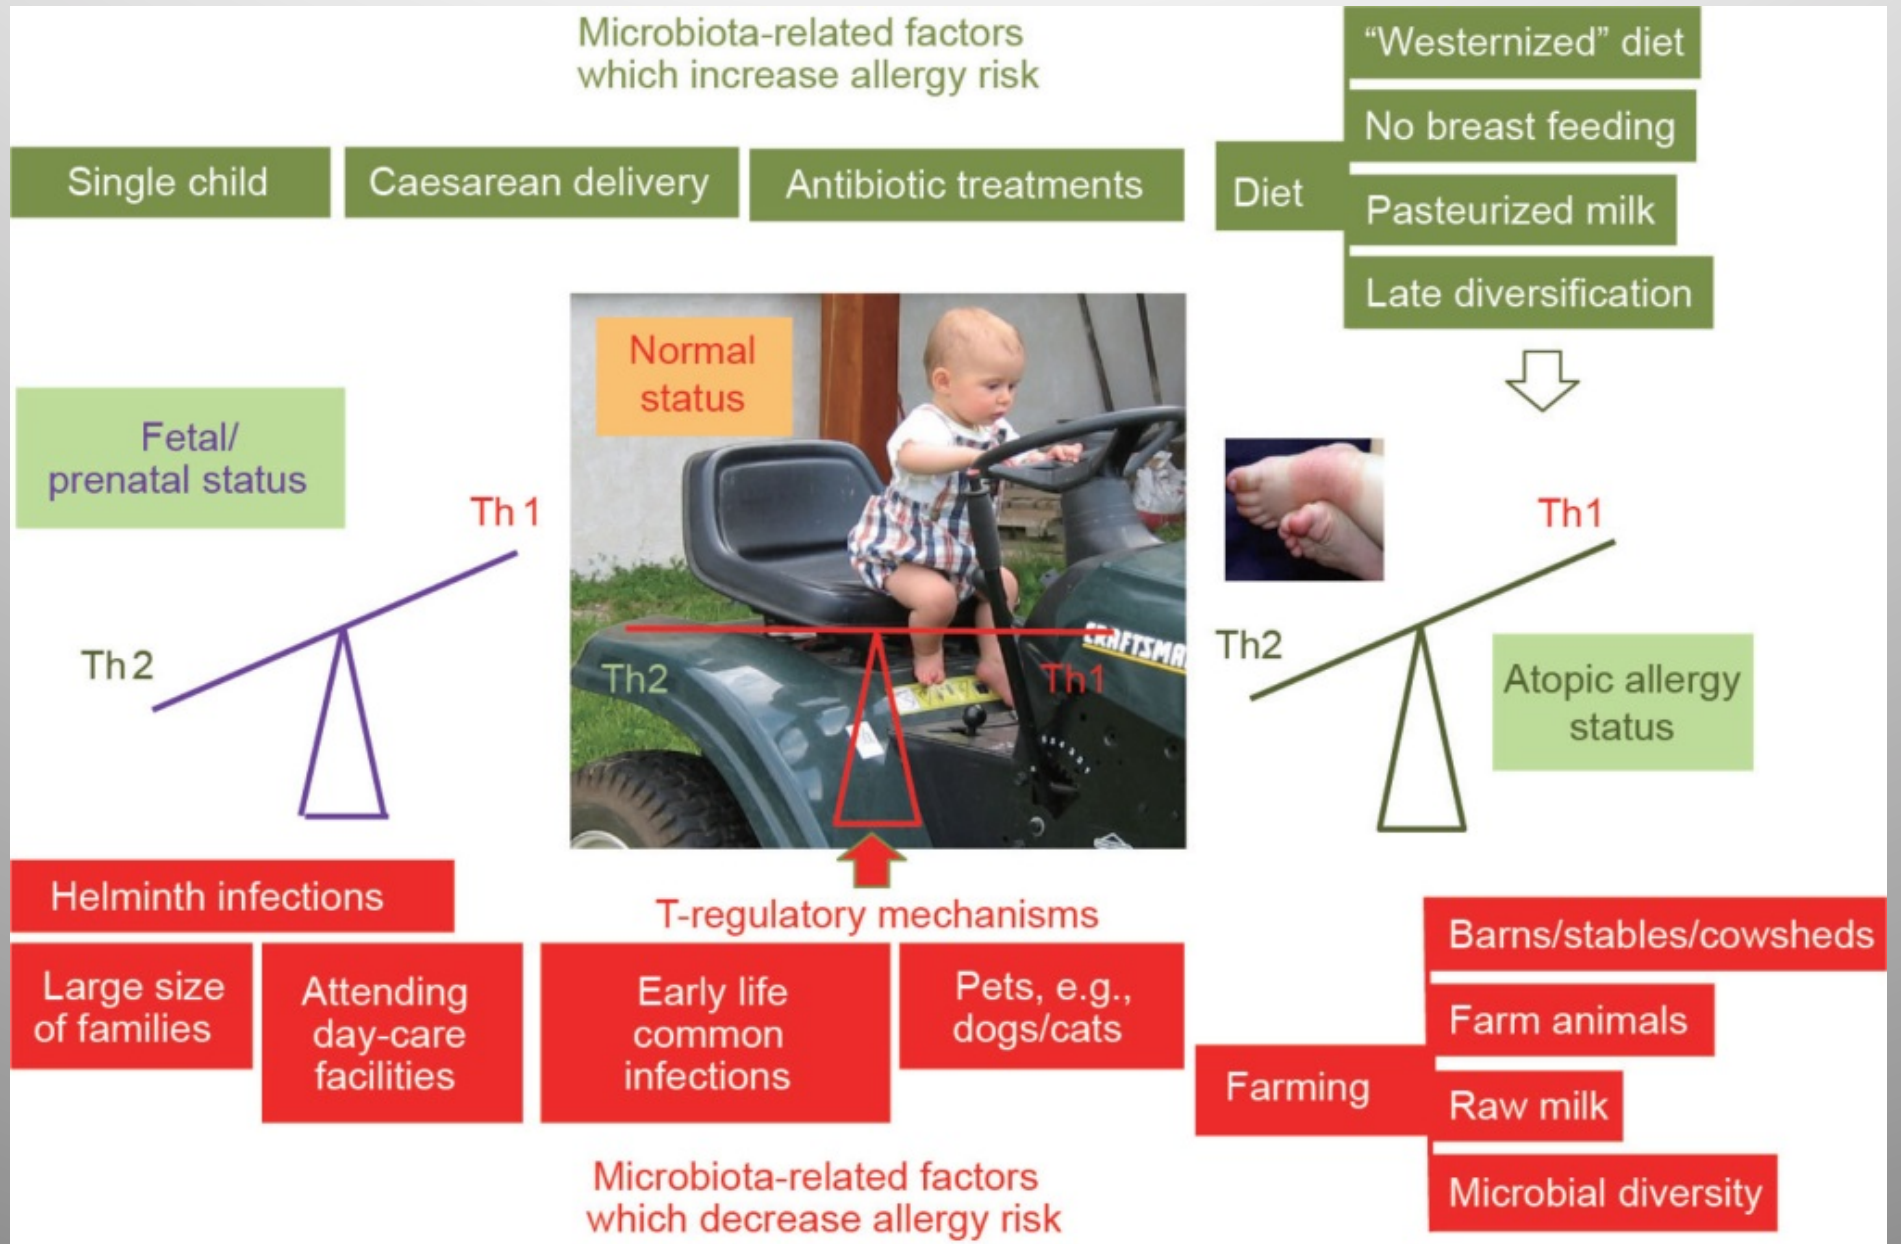 Microbiota-related factors
which increase allergy risk
Single child
Caesarean delivery
Antibiotic treatments
Diet
“Westernized” diet
No breast feeding
Pasteurized milk
Late diversification
Fetal/
prenatal status
Th 1
Th 2
Normal
status
CRAFTSMA
Th2
Th1
Th1
Th2
Atopic allergy
status
Helminth infections
T-regulatory mechanisms
Large size
of families
Attending
day-care
facilities
Early life
common
infections
Pets, e.g.,
dogs/cats
Farming
Barns/stables/cowsheds
Farm animals
Raw milk
Microbial diversity
Microbiota-related factors
which decrease allergy risk